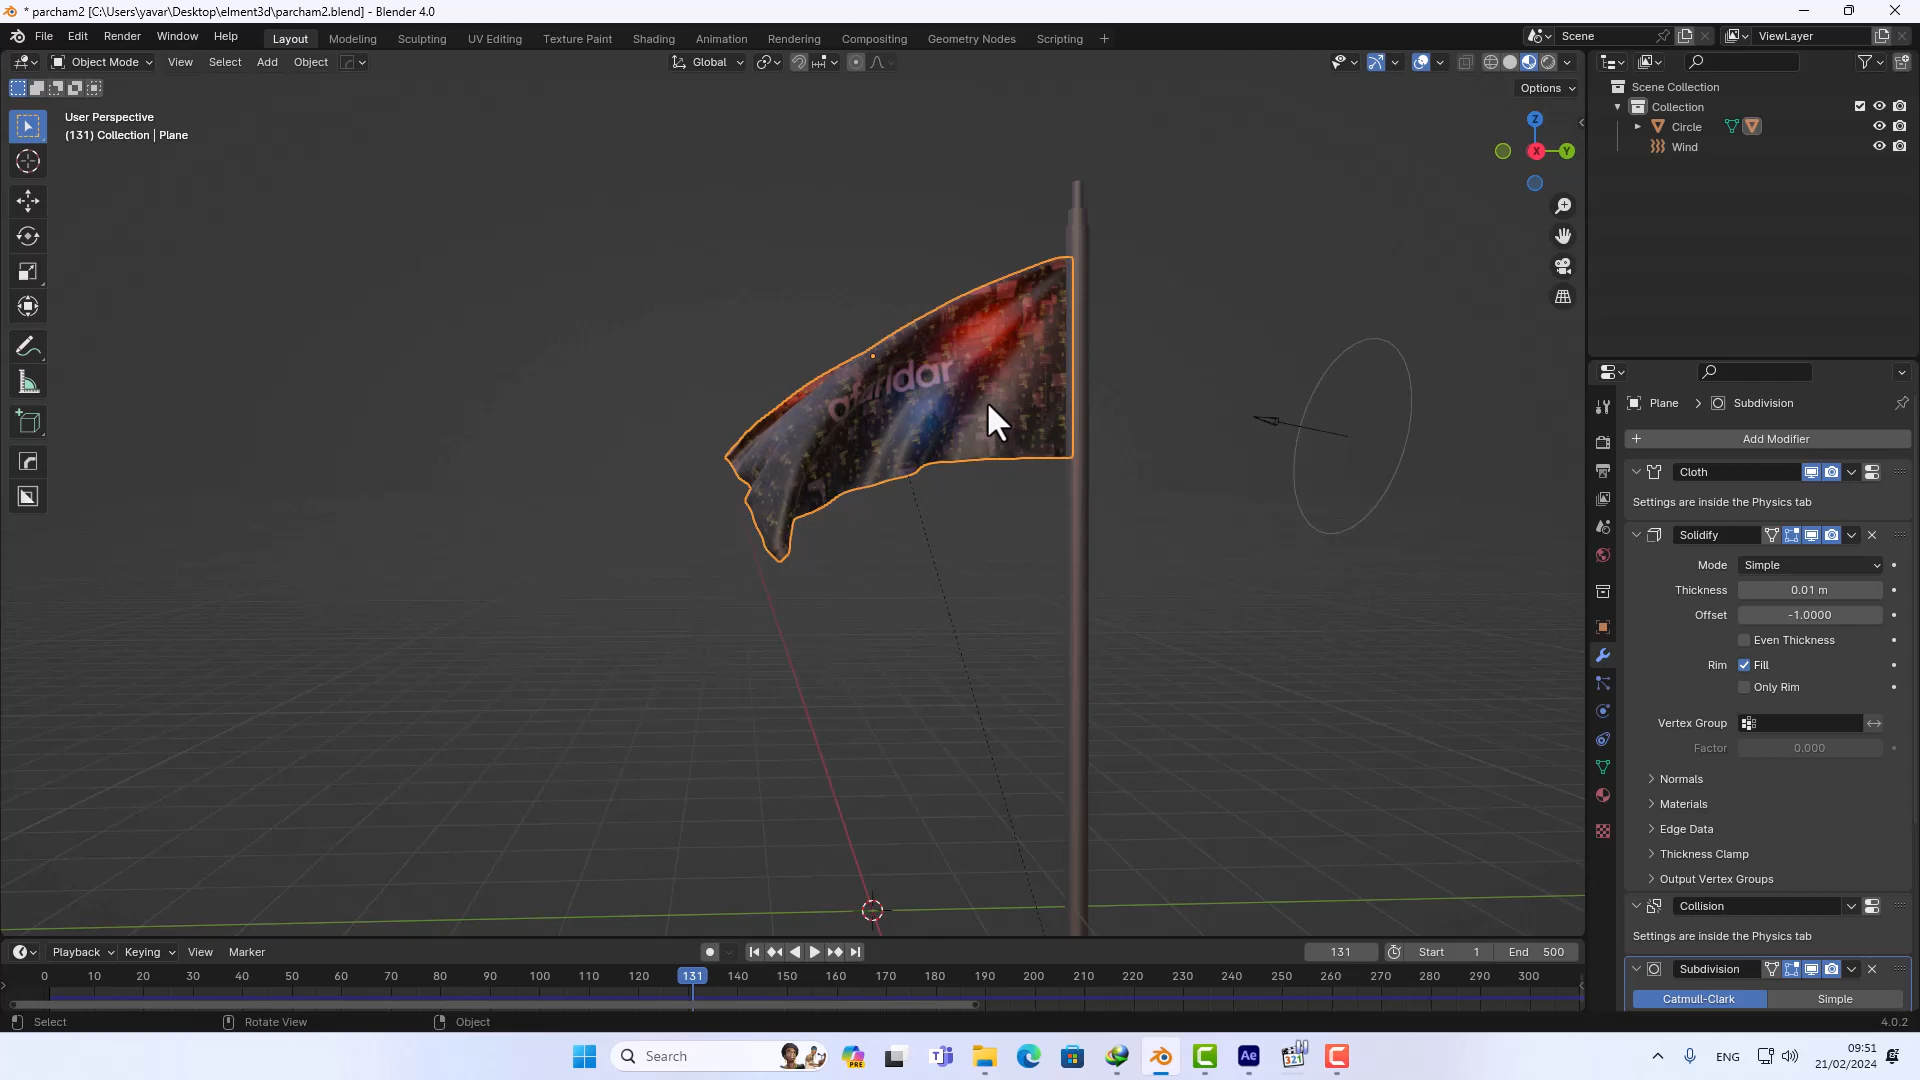 * parcham2 [C:\Users\yavar\Desktop\elment3d\parcham2.blend] - Blender 4.0
File Edit Render Window Help
Layout Modeling Sculpting UV Editing Texture Paint Shading Animation Rendering Compositing Geometry Nodes Scripting +
Scene ViewLayer
Object Mode View Select Add Object Global
Options
User Perspective
(131) Collection | Plane
Z
X
Y
Scene Collection
Collection
Circle
Wind
Plane > Subdivision
+ Add Modifier
Cloth
Settings are inside the Physics tab
Solidify
Mode Simple
Thickness 0.01 m
Offset -1.0000
Even Thickness
Rim Fill
Only Rim
Vertex Group
Factor 0.000
Normals
Materials
Edge Data
Thickness Clamp
Output Vertex Groups
Collision
Settings are inside the Physics tab
Subdivision
Catmull-Clark Simple
Playback Keying View Marker
131 Start 1 End 500
0 10 20 30 40 50 60 70 80 90 100 110 120 131 140 150 160 170 180 190 200 210 220 230 240 250 260 270 280 290 300
Select Rotate View Object
4.0.2
Search
PRE
Ae
321
C
C
ENG
09:51
21/02/2024